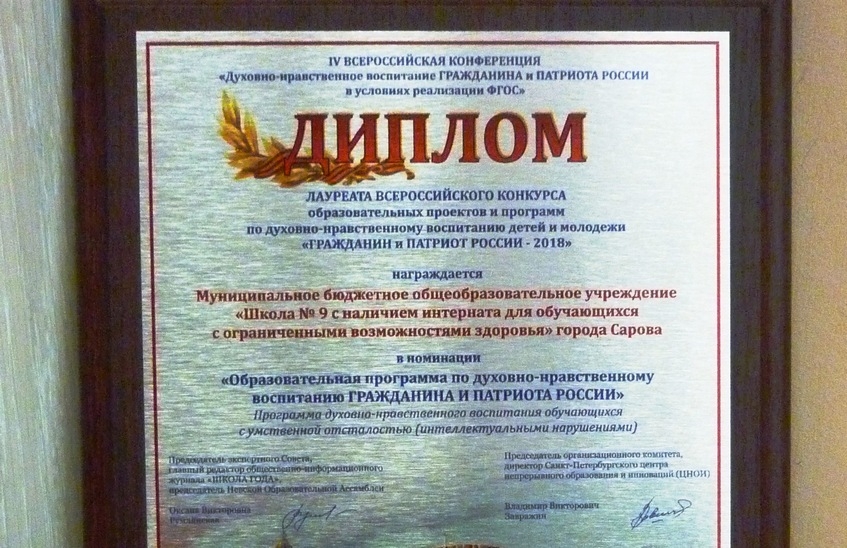 IV ВСЕРОССИЙСКАЯ КОНФЕРЕНЦИЯ
«Духовно-нравственное воспитание ГРАЖДАНИНА и ПАТРИОТА РОССИИ
в условиях реализации ФГОС»
ДИПЛОМ
ЛАУРЕАТА ВСЕРОССИЙСКОГО КОНКУРСА
образовательных проектов и программ
по духовно-нравственному воспитанию детей и молодежи
«ГРАЖДАНИН и ПАТРИОТ РОССИИ - 2018»
награждается
Муниципальное бюджетное общеобразовательное учреждение
«Школа № 9 с наличием интерната для обучающихся
с ограниченными возможностями здоровья» города Сарова
в номинации
«Образовательная программа по духовно-нравственному
воспитанию ГРАЖДАНИНА И ПАТРИОТА РОССИИ»
Программа духовно-нравственного воспитания обучающихся
с умственной отсталостью (интеллектуальными нарушениями)
Председатель экспертного Совета,
главный редактор общественно-информационного
журнала «ШКОЛА ГОДА»,
председатель Невской Образовательной Ассамблеи
Оксана Викторовна
Председатель организационного комитета,
директор Санкт-Петербургского центра
непрерывного образования и инноваций (ЦНОИ)
Владимир Викторович
Завражин